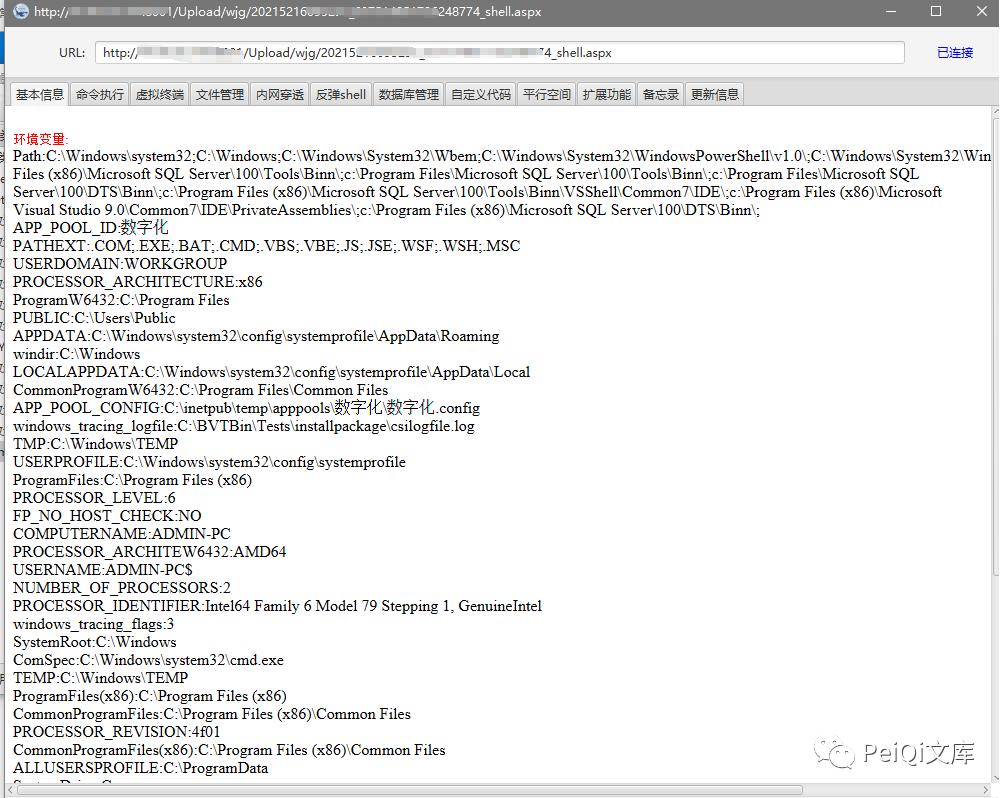 http://
/Upload/wjg/20215216
248774_shell.aspx
URL:
http://
/Upload/wjg/202152
74_shell.aspx
已连接
基本信息 命令执行 虚拟终端 文件管理 内网穿透 反弹shell 数据库管理 自定义代码 平行空间 扩展功能 备忘录 更新信息
环境变量:
Path:C:\Windows\system32;C:\Windows;C:\Windows\System32\Wbem;C:\Windows\System32\WindowsPowerShell\v1.0\;C:\Windows\System32\Win
Files (x86)\Microsoft SQL Server\100\Tools\Binn\;c:\Program Files\Microsoft SQL Server\100\Tools\Binn\;c:\Program Files\Microsoft SQL
Server\100\DTS\Binn\;c:\Program Files (x86)\Microsoft SQL Server\100\Tools\Binn\VSShell\Common7\IDE\;c:\Program Files (x86)\Microsoft
Visual Studio 9.0\Common7\IDE\PrivateAssemblies\;c:\Program Files (x86)\Microsoft SQL Server\100\DTS\Binn\;
APP_POOL_ID:数字化
PATHEXT:.COM;.EXE;.BAT;.CMD;.VBS;.VBE;.JS;.JSE;.WSF;.WSH;.MSC
USERDOMAIN:WORKGROUP
PROCESSOR_ARCHITECTURE:x86
ProgramW6432:C:\Program Files
PUBLIC:C:\Users\Public
APPDATA:C:\Windows\system32\config\systemprofile\AppData\Roaming
windir:C:\Windows
LOCALAPPDATA:C:\Windows\system32\config\systemprofile\AppData\Local
CommonProgramW6432:C:\Program Files\Common Files
APP_POOL_CONFIG:C:\inetpub\temp\apppools\数字化\数字化.config
windows_tracing_logfile:C:\BVTBin\Tests\installpackage\csilogfile.log
TMP:C:\Windows\TEMP
USERPROFILE:C:\Windows\system32\config\systemprofile
ProgramFiles:C:\Program Files (x86)
PROCESSOR_LEVEL:6
FP_NO_HOST_CHECK:NO
COMPUTERNAME:ADMIN-PC
PROCESSOR_ARCHITEW6432:AMD64
USERNAME:ADMIN-PC$
NUMBER_OF_PROCESSORS:2
PROCESSOR_IDENTIFIER:Intel64 Family 6 Model 79 Stepping 1, GenuineIntel
windows_tracing_flags:3
SystemRoot:C:\Windows
ComSpec:C:\Windows\system32\cmd.exe
TEMP:C:\Windows\TEMP
ProgramFiles(x86):C:\Program Files (x86)
CommonProgramFiles:C:\Program Files (x86)\Common Files
PROCESSOR_REVISION:4f01
CommonProgramFiles(x86):C:\Program Files (x86)\Common Files
ALLUSERSPROFILE:C:\ProgramData
PeiQi文库